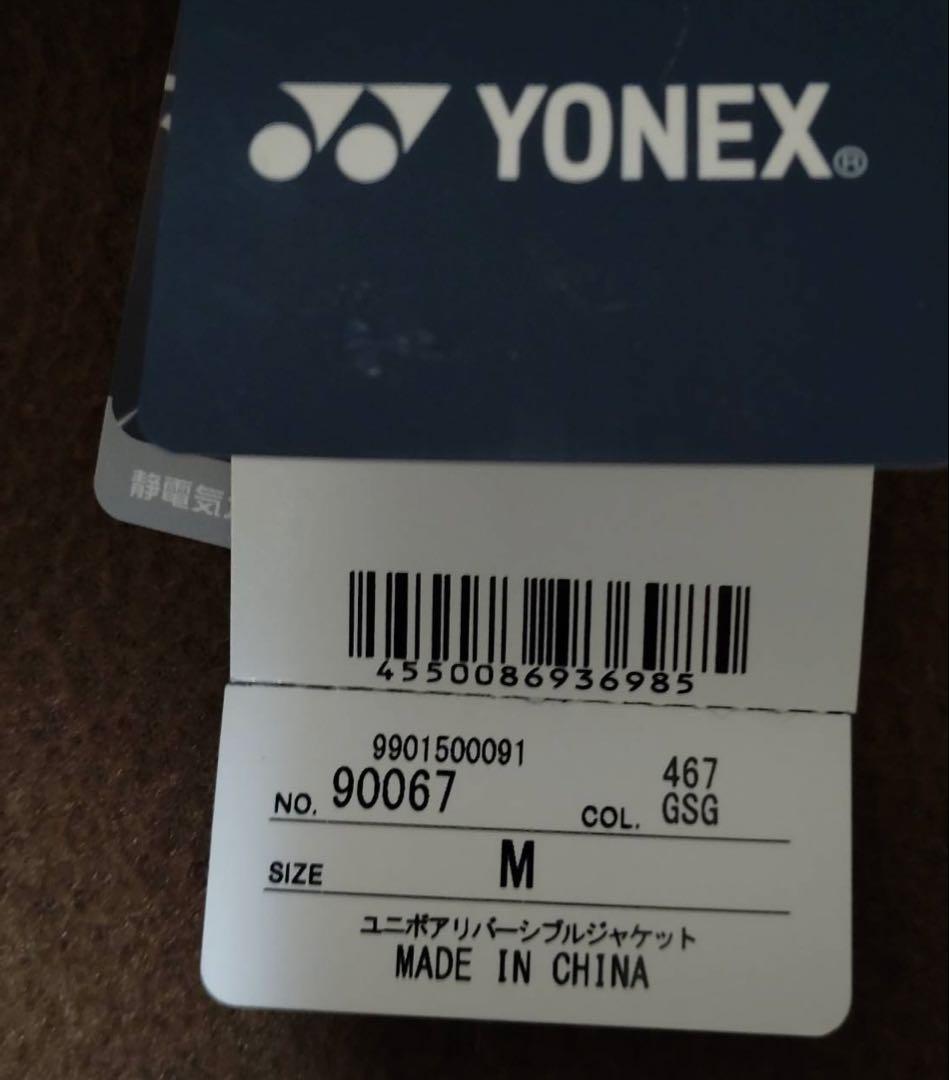 YONEX®
静電気
4550086936985
9901500091
NO. 90067
467
COL. GSG
SIZE M
ユニボアリバーシブルジャケット
MADE IN CHINA